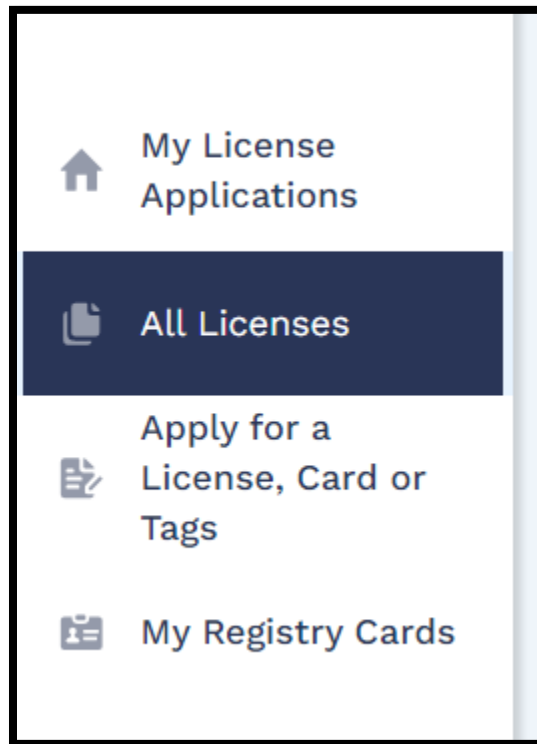 My License
Applications
All Licenses
Apply for a
License, Card or
Tags
My Registry Cards